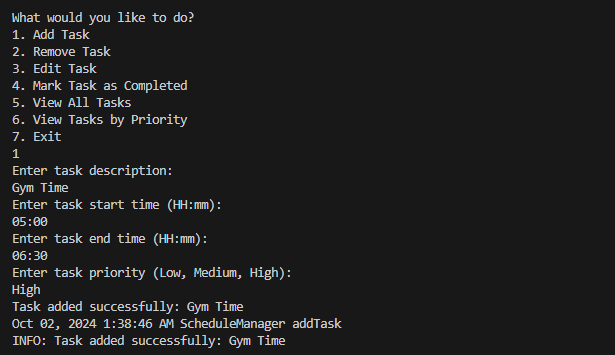 What would you like to do?
1. Add Task
2. Remove Task
3. Edit Task
4. Mark Task as Completed
5. View All Tasks
6. View Tasks by Priority
7. Exit
1
Enter task description:
Gym Time
Enter task start time (HH:mm):
05:00
Enter task end time (HH:mm):
06:30
Enter task priority (Low, Medium, High):
High
Task added successfully: Gym Time
Oct 02, 2024 1:38:46 AM ScheduleManager addTask
INFO: Task added successfully: Gym Time